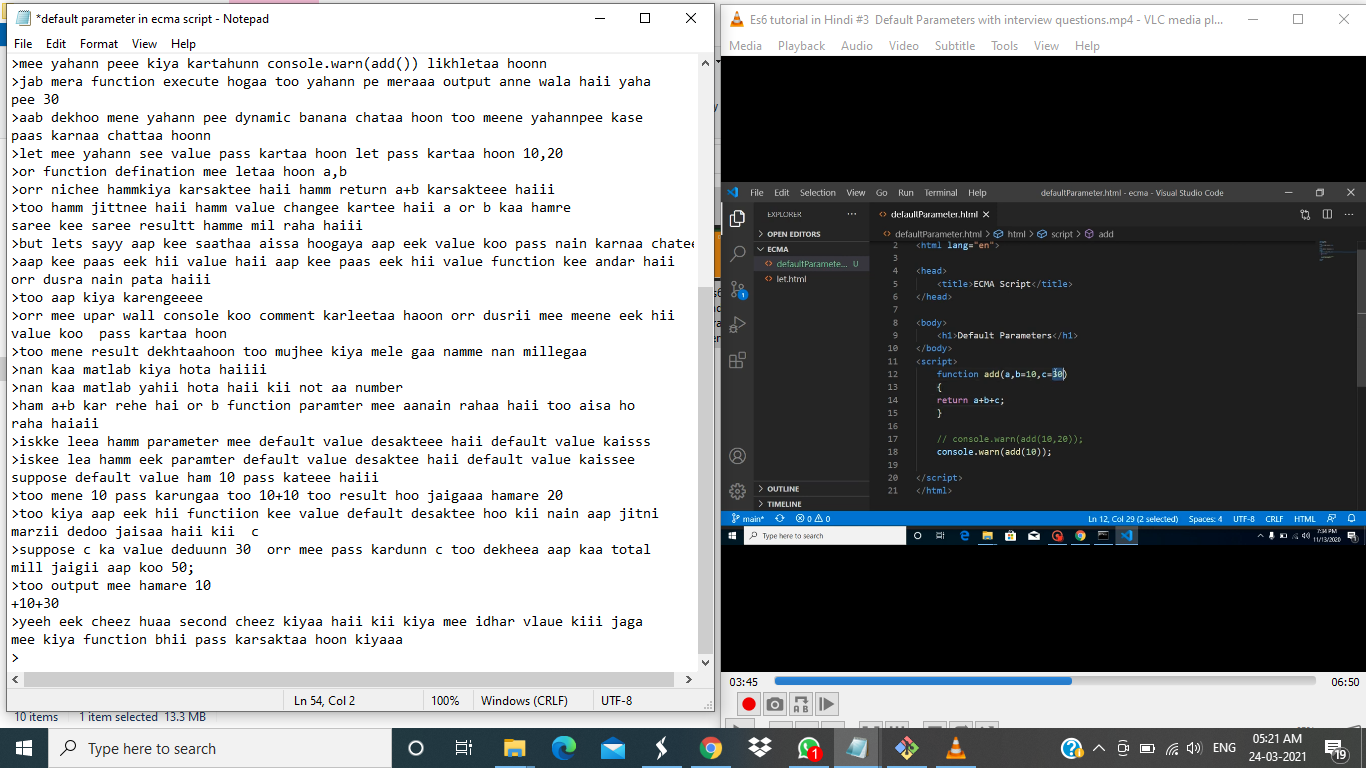 *default parameter in ecma script - Notepad
File Edit Format View Help
>mee yahann peee kiya kartahunn console.warn(add()) likhletaa hoonn
>jab mera function execute hogaa too yahann pe meraaa output anne wala haii yaha
pee 30
>aab dekhoo mene yahann pee dynamic banana chataa hoon too meene yahannpee kase
paas karnaa chattaa hoonn
>let mee yahann see value pass kartaa hoon let pass kartaa hoon 10,20
>or function defination mee letaa hoon a,b
>orr nichee hammkiya karsaktee haii hamm return a+b karsakteee haiii
>too hamm jittnee haii hamm value changee kartee haii a or b kaa hamre
saree kee saree resultt hamme mil raha haiii
>but lets sayy aap kee saathaa aissa hoogaya aap eek value koo pass nain karnaa chatee
>aap kee paas eek hii value haii aap kee paas eek hii value function kee andar haii
orr dusra nain pata haiii
>too aap kiya karengeeee
>orr mee upar wall console koo comment karleetaa haoon orr dusrii mee meene eek hii
value koo  pass kartaa hoon
>too mene result dekhtaahoon too mujhee kiya mele gaa namme nan millegaa
>nan kaa matlab kiya hota haiiii
>nan kaa matlab yahii hota haii kii not aa number
>ham a+b kar rehe hai or b function paramter mee aanain rahaa haii too aisa ho
raha haiaii
>iskke leea hamm parameter mee default value desakteee haii default value kaisss
>iskee lea hamm eek paramter default value desaktee haii default value kaissee
suppose default value ham 10 pass kateee haiii
>too mene 10 pass karungaa too 10+10 too result hoo jaigaaa hamare 20
>too kiya aap eek hii functiion kee value default desaktee hoo kii nain aap jitni
marzii dedoo jaisaa haii kii  c
>suppose c ka value deduunn 30  orr mee pass kardunn c too dekheea aap kaa total
mill jaigii aap koo 50;
>too output mee hamare 10
+10+30
>yeeh eek cheez huaa second cheez kiyaa haii kii kiya mee idhar vlaue kiii jaga
mee kiya function bhii pass karsaktaa hoon kiyaaa
>
Ln 54, Col 2 100% Windows (CRLF) UTF-8
10 items 1 item selected 13.3 MB
Es6 tutorial in Hindi #3  Default Parameters with interview questions.mp4 - VLC media pl...
Media Playback Audio Video Subtitle Tools View Help
File Edit Selection View Go Run Terminal Help defaultParameter.html - ecma - Visual Studio Code
EXPLORER ... defaultParameter.html
OPEN EDITORS
defaultParameter.html > html > script > add
ECMA
defaultParamete... U
let.html
2 <html lang="en">
3
4 <head>
5 <title>ECMA Script</title>
6 </head>
7
8 <body>
9 <h1>Default Parameters</h1>
10 </body>
11 <script>
12 function add(a,b=10,c=30)
13 {
14 return a+b+c;
15 }
16
17 // console.warn(add(10,20));
18 console.warn(add(10));
19
20 </script>
21 </html>
1
OUTLINE
TIMELINE
main* 0 0 Ln 12, Col 29 (2 selected) Spaces: 4 UTF-8 CRLF HTML
Type here to search 7:34 PM
11/13/2020
03:45 06:50
A B
Type here to search 1 ENG 05:21 AM
24-03-2021 19